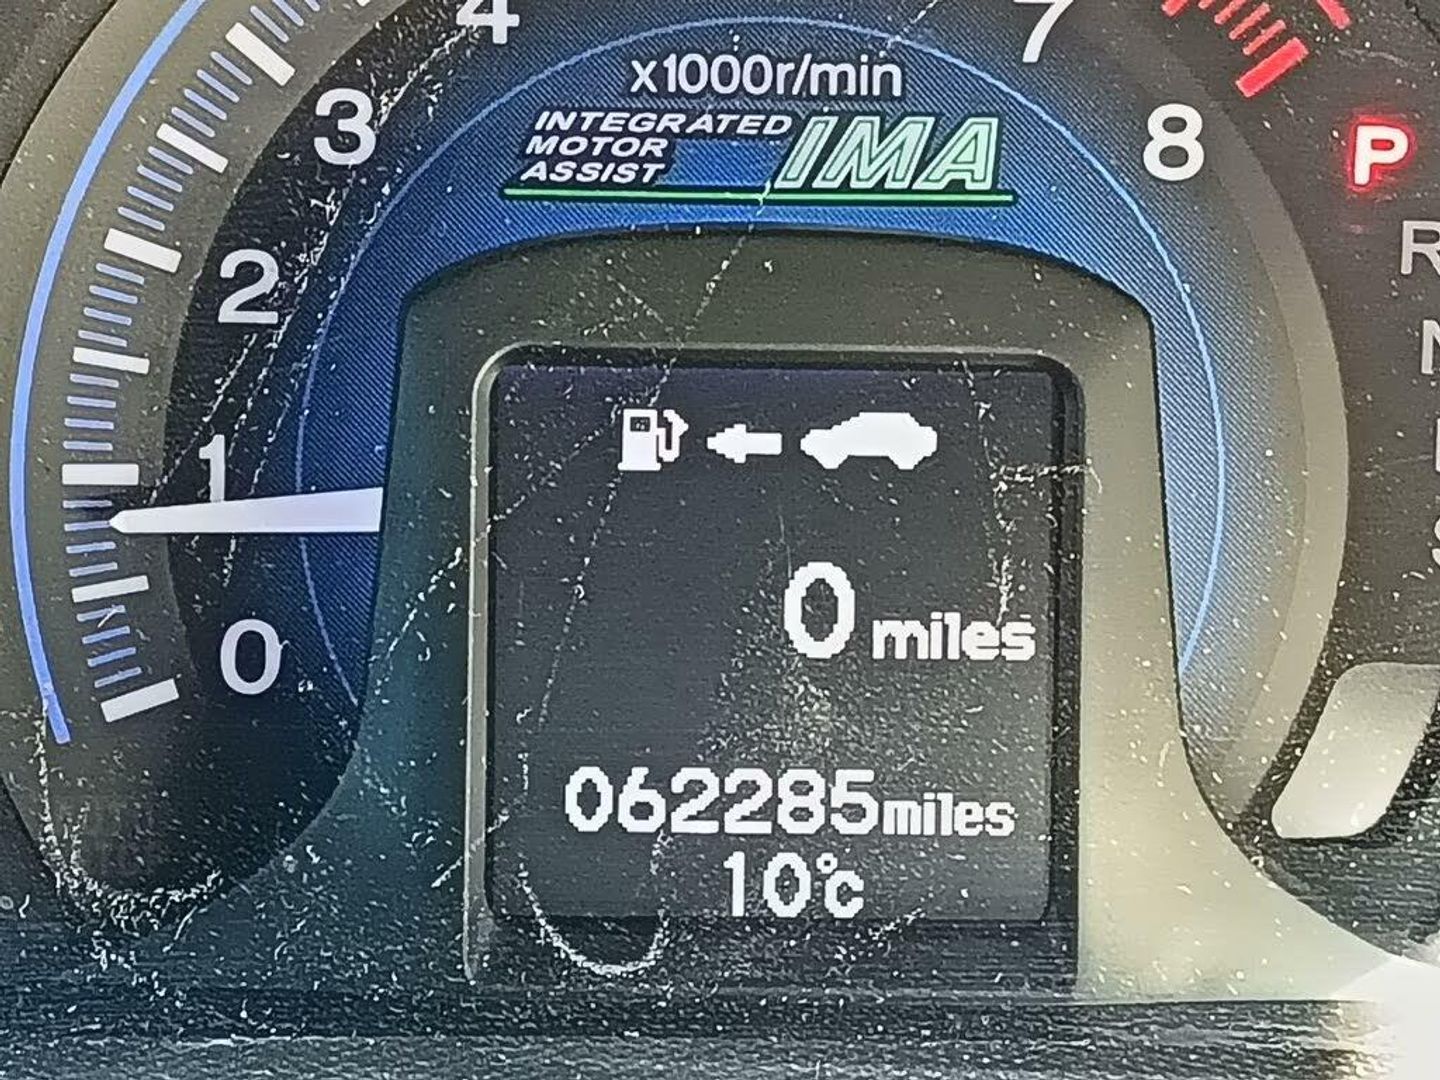 4
7
x1000r/min
3
INTEGRATED
MOTOR
ASSIST
IMA
8
P
R
2
1
0
0 miles
062285miles
10°C